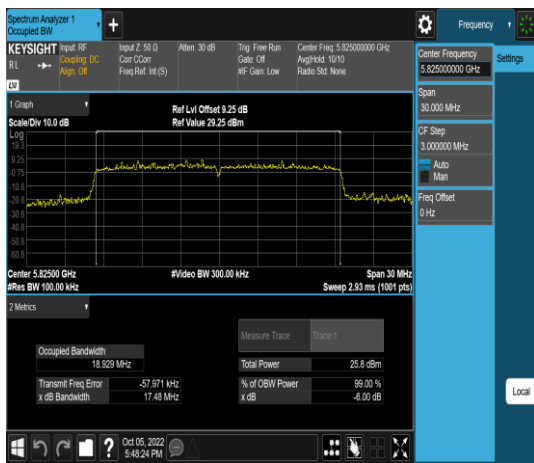 Spectrum Analyzer 1
Occupied BW
+
Frequency
KEYSIGHT
RL
Input: RF
Coupling: DC
Align: Off
Input Z: 50 Ω
Corr CCorr
Freq Ref: Int (S)
Atten: 30 dB
Trig: Free Run
Gate: Off
#IF Gain: Low
Center Freq: 5.825000000 GHz
Avg|Hold: 10/10
Radio Std: None
LXI
1 Graph
Scale/Div 10.0 dB
Ref Lvl Offset 9.25 dB
Ref Value 29.25 dBm
Log
19.3
9.25
-0.75
-10.8
-20.8
-30.8
-40.8
-50.8
-60.8
Center 5.82500 GHz
#Res BW 100.00 kHz
#Video BW 300.00 kHz
Span 30 MHz
Sweep 2.93 ms (1001 pts)
2 Metrics
Measure Trace
Trace 1
Occupied Bandwidth
18.929 MHz
Total Power
25.8 dBm
Transmit Freq Error
-57.971 kHz
% of OBW Power
99.00 %
x dB Bandwidth
17.48 MHz
x dB
-6.00 dB
Center Frequency
5.825000000 GHz
Settings
Span
30.000 MHz
CF Step
3.000000 MHz
Auto
Man
Freq Offset
0 Hz
Local
?
Oct 05, 2022
5:48:24 PM